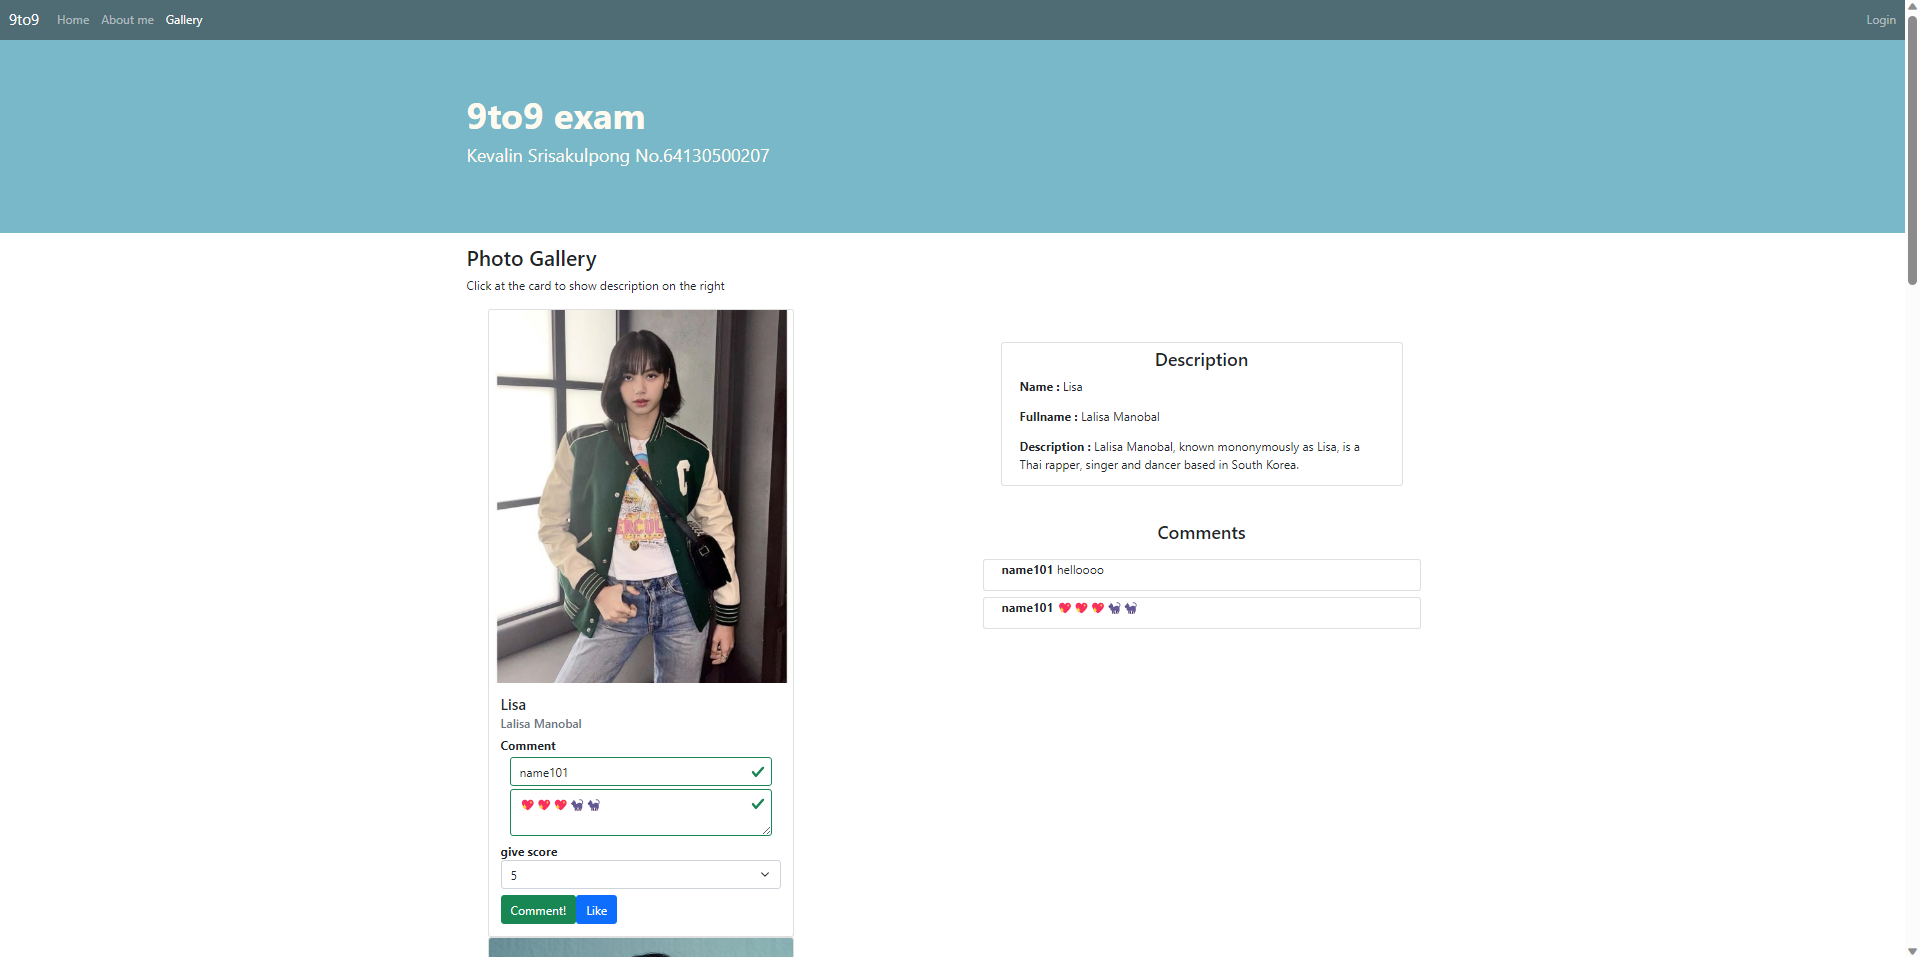 9to9 Home About me Gallery Login
9to9 exam
Kevalin Srisakulpong No.64130500207
Photo Gallery
Click at the card to show description on the right
Lisa
Lalisa Manobal
Comment
name101
💖💖💖🐈‍⬛🐈‍⬛
give score
5
Comment! Like
Description
Name : Lisa
Fullname : Lalisa Manobal
Description : Lalisa Manobal, known mononymously as Lisa, is a
Thai rapper, singer and dancer based in South Korea.
Comments
name101 helloooo
name101 💖💖💖🐈‍⬛🐈‍⬛